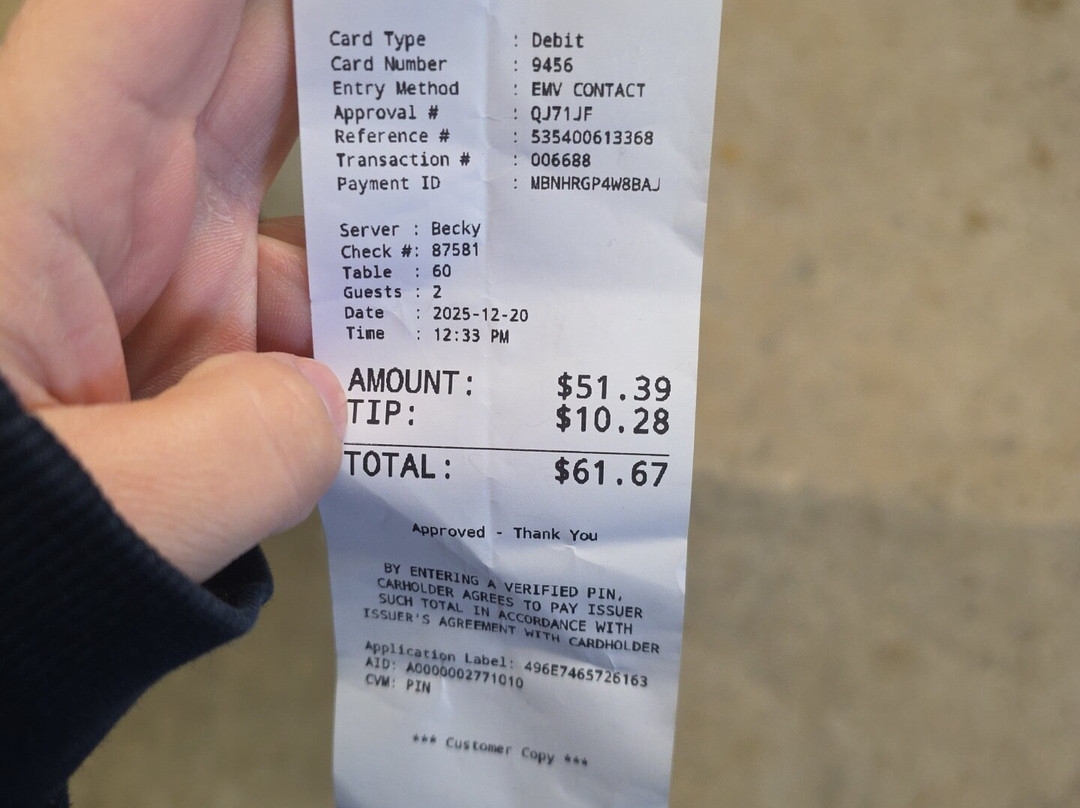 Card Type : Debit
Card Number : 9456
Entry Method : EMV CONTACT
Approval # : QJ71JF
Reference # : 535400613368
Transaction # : 006688
Payment ID : MBNHRGP4W8BAJ
Server : Becky
Check #: 87581
Table : 60
Guests : 2
Date : 2025-12-20
Time : 12:33 PM
AMOUNT: $51.39
TIP: $10.28
TOTAL: $61.67
Approved - Thank You
BY ENTERING A VERIFIED PIN,
CARHOLDER AGREES TO PAY ISSUER
SUCH TOTAL IN ACCORDANCE WITH
ISSUER'S AGREEMENT WITH CARDHOLDER
Application Label: 496E7465726163
AID: A0000002771010
CVM: PIN
*** Customer Copy ***